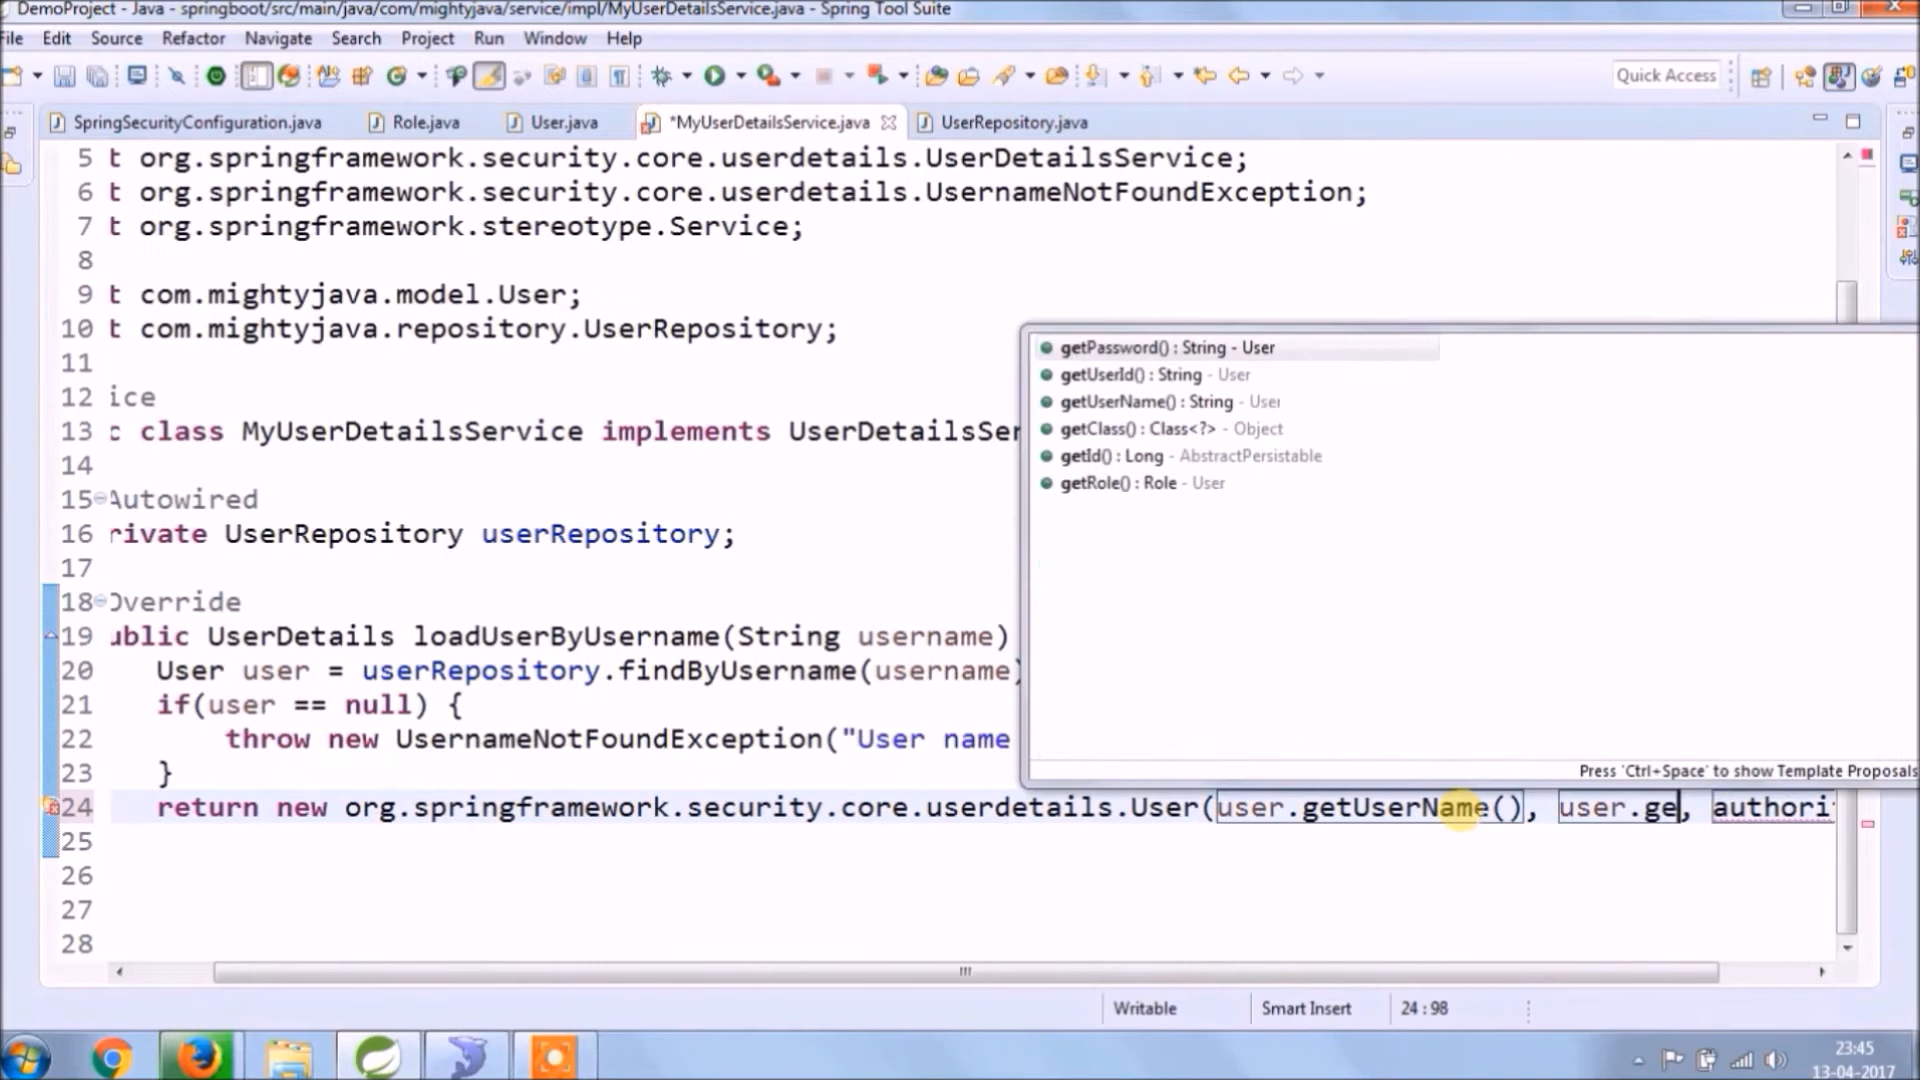 DemoProject - Java - springboot/src/main/java/com/mightyjava/service/impl/MyUserDetailsService.java - Spring Tool Suite
File Edit Source Refactor Navigate Search Project Run Window Help
Quick Access
SpringSecurityConfiguration.java Role.java User.java *MyUserDetailsService.java UserRepository.java
5 t org.springframework.security.core.userdetails.UserDetailsService;
6 t org.springframework.security.core.userdetails.UsernameNotFoundException;
7 t org.springframework.stereotype.Service;
8
9 t com.mightyjava.model.User;
10 t com.mightyjava.repository.UserRepository;
11
12 ice
13 c class MyUserDetailsService implements UserDetailsSer
14
15 Autowired
16 rivate UserRepository userRepository;
17
18 Override
19 ublic UserDetails loadUserByUsername(String username)
20 User user = userRepository.findByUsername(username)
21 if(user == null) {
22 throw new UsernameNotFoundException("User name
23 }
24 return new org.springframework.security.core.userdetails.User(user.getUserName(), user.ge, authori
25
26
27
28
getPassword() : String - User
getUserId() : String - User
getUserName() : String - User
getClass() : Class<?> - Object
getId() : Long - AbstractPersistable
getRole() : Role - User
Press 'Ctrl+Space' to show Template Proposals
Writable Smart Insert 24 : 98
23:45
13-04-2017